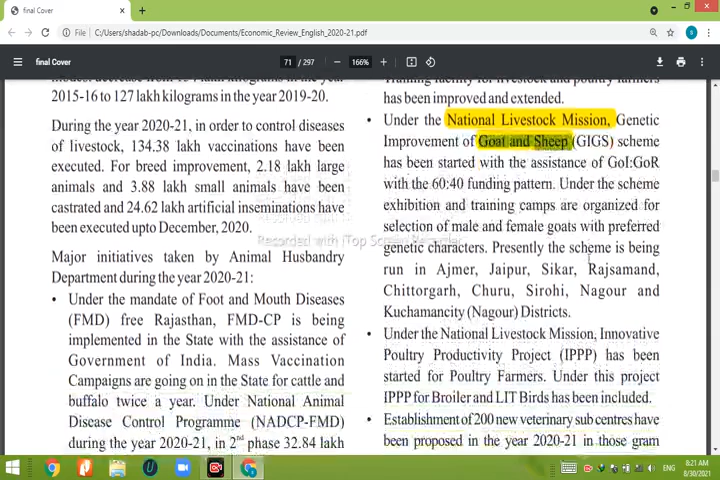 final Cover
C:/Users/shadab-pc/Downloads/Documents/Economic_Review_English_2020-21.pdf
final Cover
71 / 297
166%
2015-16 to 127 lakh kilograms in the year 2019-20.
During the year 2020-21, in order to control diseases
of livestock, 134.38 lakh vaccinations have been
executed. For breed improvement, 2.18 lakh large
animals and 3.88 lakh small animals have been
castrated and 24.62 lakh artificial inseminations have
been executed upto December, 2020.
Major initiatives taken by Animal Husbandry
Department during the year 2020-21:
• Under the mandate of Foot and Mouth Diseases
(FMD) free Rajasthan, FMD-CP is being
implemented in the State with the assistance of
Government of India. Mass Vaccination
Campaigns are going on in the State for cattle and
buffalo twice a year. Under National Animal
Disease Control Programme (NADCP-FMD)
during the year 2020-21, in 2nd phase 32.84 lakh
Training facility for livestock and poultry farmers
has been improved and extended.
• Under the National Livestock Mission, Genetic
Improvement of Goat and Sheep (GIGS) scheme
has been started with the assistance of GoI:GoR
with the 60:40 funding pattern. Under the scheme
exhibition and training camps are organized for
selection of male and female goats with preferred
genetic characters. Presently the scheme is being
run in Ajmer, Jaipur, Sikar, Rajsamand,
Chittorgarh, Churu, Sirohi, Nagour and
Kuchamancity (Nagour) Districts.
• Under the National Livestock Mission, Innovative
Poultry Productivity Project (IPPP) has been
started for Poultry Farmers. Under this project
IPPP for Broiler and LIT Birds has been included.
• Establishment of 200 new veterinary sub centres have
been proposed in the year 2020-21 in those gram
Recorded with iTop Screen Recorder
ENG
8:21 AM
8/30/2021